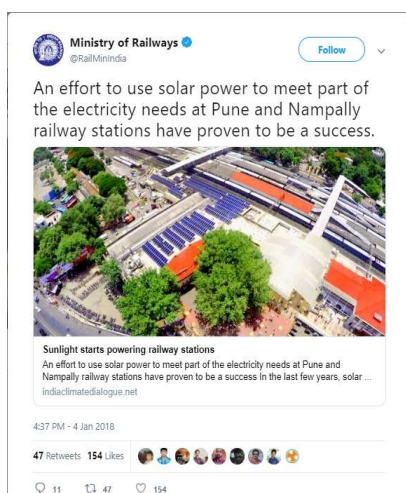 Ministry of Railways
@RailMinIndia
Follow
An effort to use solar power to meet part of
the electricity needs at Pune and Nampally
railway stations have proven to be a success.
Sunlight starts powering railway stations
An effort to use solar power to meet part of the electricity needs at Pune and
Nampally railway stations have proven to be a success In the last few years, solar ...
indiaclimatedialogue.net
4:37 PM - 4 Jan 2018
47 Retweets 154 Likes
11 47 154